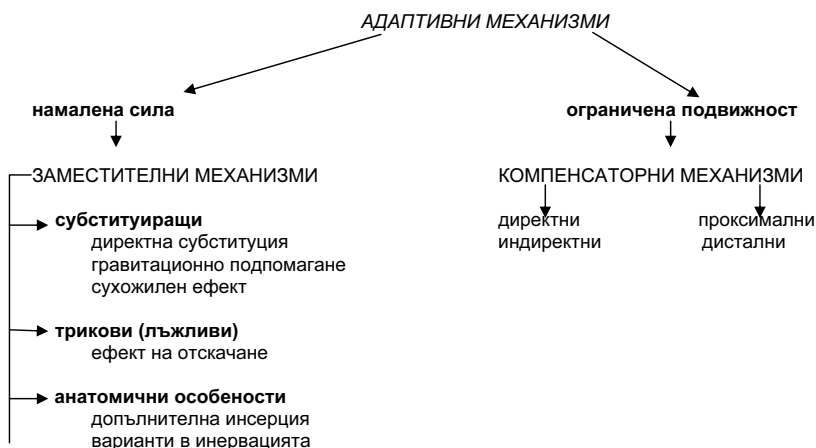 АДАПТИВНИ МЕХАНИЗМИ
намалена сила
ограничена подвижност
ЗАМЕСТИТЕЛНИ МЕХАНИЗМИ
КОМПЕНСАТОРНИ МЕХАНИЗМИ
субституиращи
директна субституция
гравитационно подпомагане
сухожилен ефект
директни
индиректни
проксимални
дистални
трикови (лъжливи)
ефект на отскачане
анатомични особености
допълнителна инсерция
варианти в инервацията